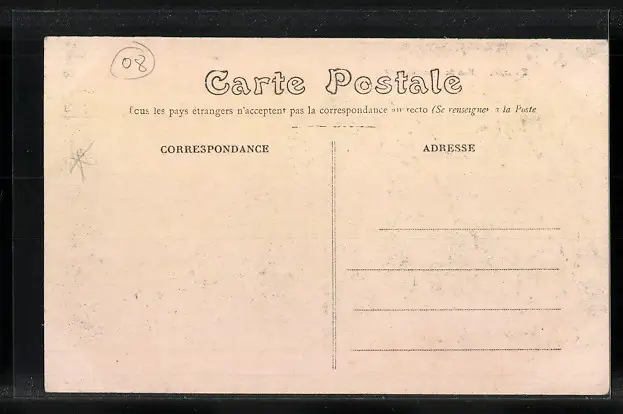 08
Carte Postale
Tous les pays étrangers n'acceptent pas la correspondance au recto (Se renseigner à la Poste
CORRESPONDANCE
ADRESSE